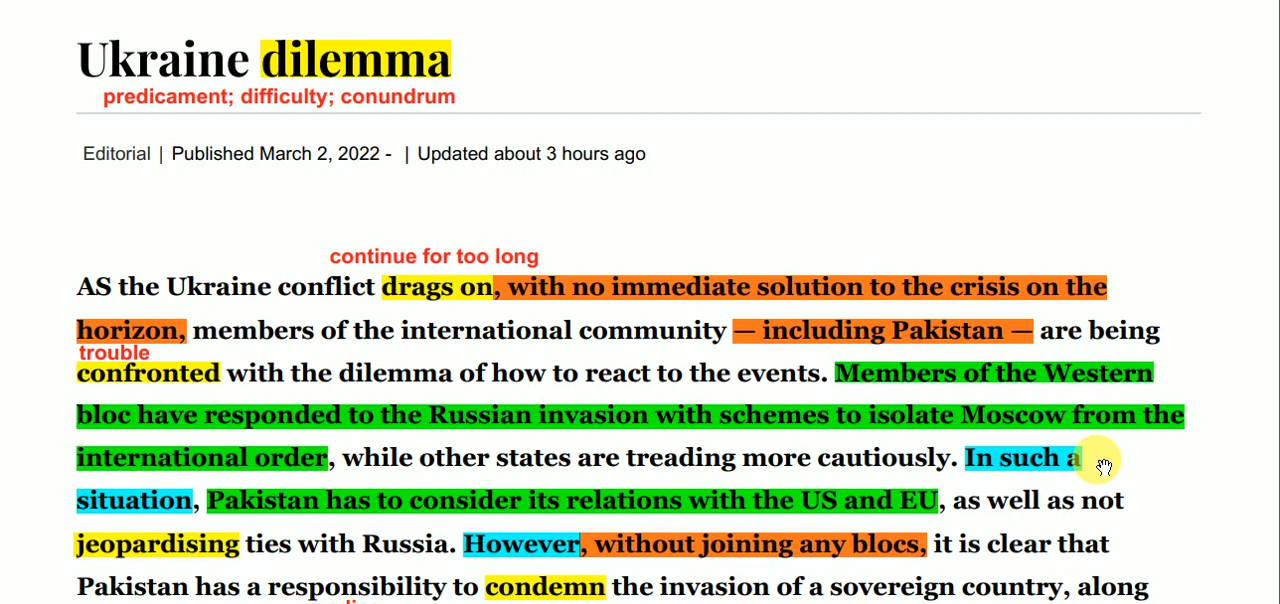 Ukraine dilemma
predicament; difficulty; conundrum
Editorial | Published March 2, 2022 - | Updated about 3 hours ago
continue for too long
AS the Ukraine conflict drags on, with no immediate solution to the crisis on the
horizon, members of the international community — including Pakistan — are being
trouble
confronted with the dilemma of how to react to the events. Members of the Western
bloc have responded to the Russian invasion with schemes to isolate Moscow from the
international order, while other states are treading more cautiously. In such a
situation, Pakistan has to consider its relations with the US and EU, as well as not
jeopardising ties with Russia. However, without joining any blocs, it is clear that
Pakistan has a responsibility to condemn the invasion of a sovereign country, along